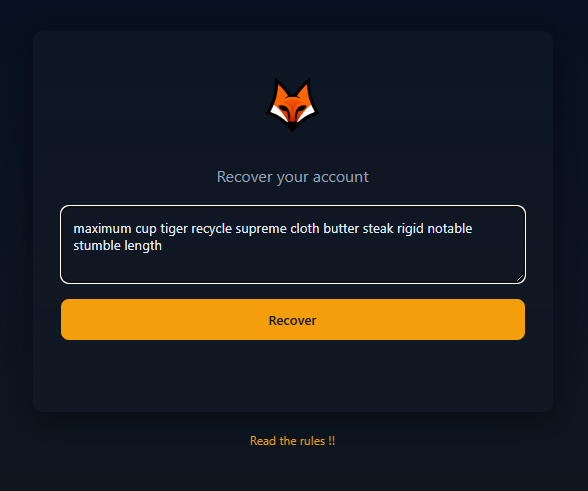 Recover your account
maximum cup tiger recycle supreme cloth butter steak rigid notable
stumble length
Recover
Read the rules !!